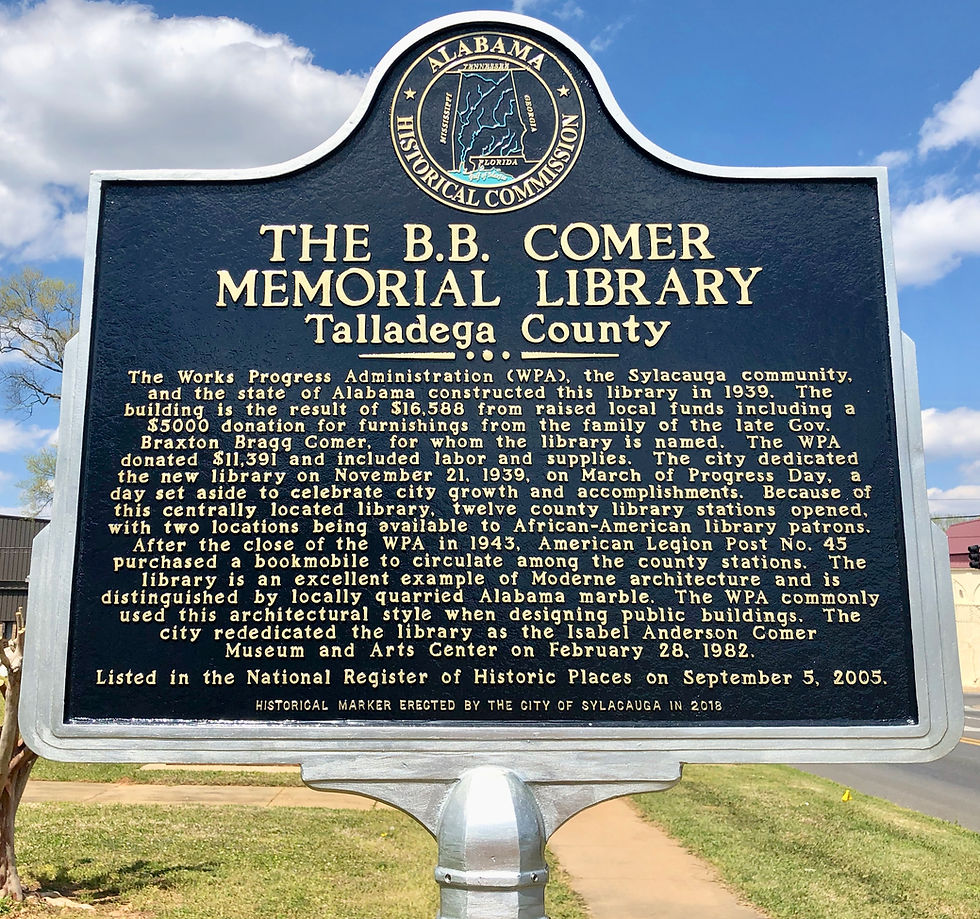 ALABAMA
TENNESSEE
MISSISSIPPI
GEORGIA
FLORIDA
HISTORICAL COMMISSION
THE B.B. COMER
MEMORIAL LIBRARY
Talladega County
The Works Progress Administration (WPA), the Sylacauga community,
and the state of Alabama constructed this library in 1939. The
building is the result of $16,588 from raised local funds including a
$5000 donation for furnishings from the family of the late Gov.
Braxton Bragg Comer, for whom the library is named. The WPA
donated $11,391 and included labor and supplies. The city dedicated
the new library on November 21, 1939, on March of Progress Day, a
day set aside to celebrate city growth and accomplishments. Because of
this centrally located library, twelve county library stations opened,
with two locations being available to African-American library patrons.
After the close of the WPA in 1943, American Legion Post No. 45
purchased a bookmobile to circulate among the county stations. The
library is an excellent example of Moderne architecture and is
distinguished by locally quarried Alabama marble. The WPA commonly
used this architectural style when designing public buildings. The
city rededicated the library as the Isabel Anderson Comer
Museum and Arts Center on February 28, 1982.
Listed in the National Register of Historic Places on September 5, 2005.
HISTORICAL MARKER ERECTED BY THE CITY OF SYLACAUGA IN 2018